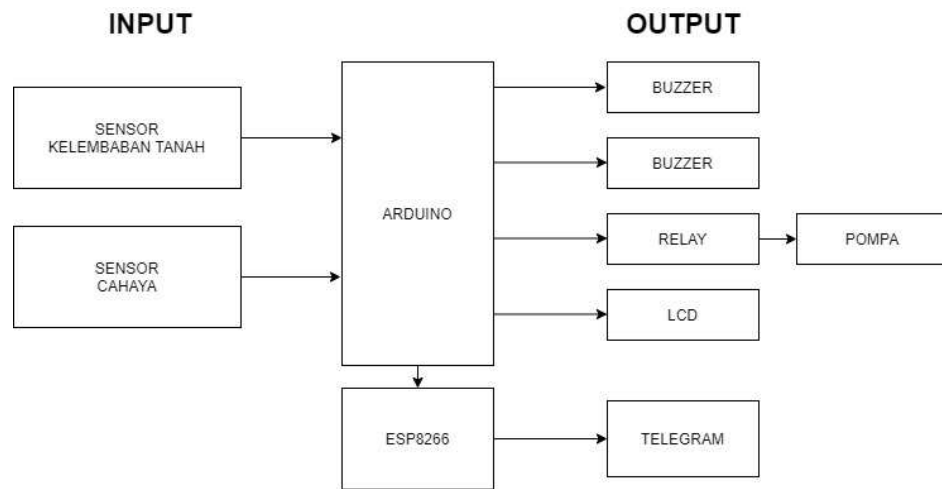 INPUT
OUTPUT
SENSOR
KELEMBABAN TANAH
SENSOR
CAHAYA
ARDUINO
ESP8266
BUZZER
BUZZER
RELAY
POMPA
LCD
TELEGRAM